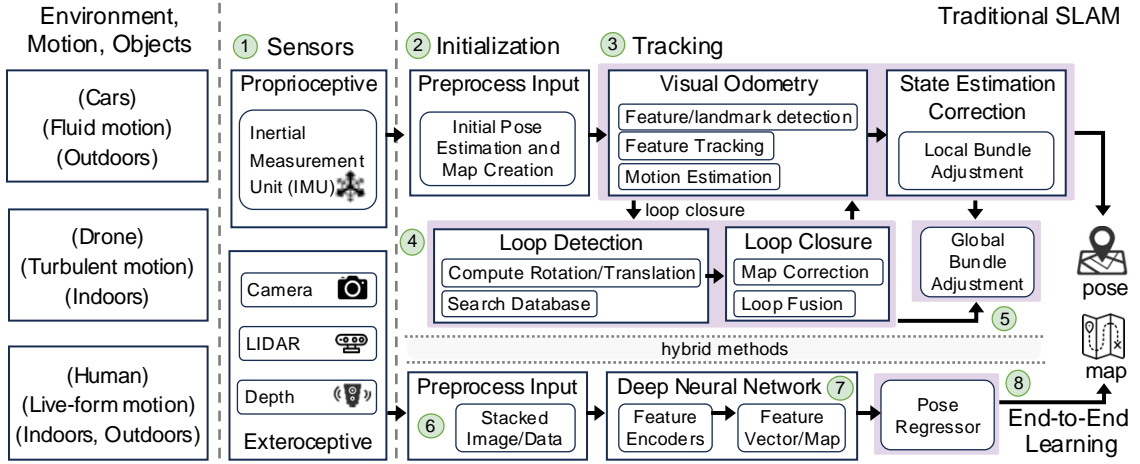 Environment,
Motion, Objects
(Cars)
(Fluid motion)
(Outdoors)
(Drone)
(Turbulent motion)
(Indoors)
(Human)
(Live-form motion)
(Indoors, Outdoors)
1 Sensors
Proprioceptive
Inertial
Measurement
Unit (IMU)
Camera
LIDAR
Depth
Exteroceptive
Traditional SLAM
2 Initialization
Preprocess Input
Initial Pose
Estimation and
Map Creation
3 Tracking
Visual Odometry
Feature/landmark detection
Feature Tracking
Motion Estimation
State Estimation
Correction
Local Bundle
Adjustment
loop closure
4
Loop Detection
Compute Rotation/Translation
Search Database
Loop Closure
Map Correction
Loop Fusion
Global
Bundle
Adjustment
5
pose
map
hybrid methods
Preprocess Input
6
Stacked
Image/Data
Deep Neural Network 7
Feature
Encoders
Feature
Vector/Map
Pose
Regressor
8
End-to-End
Learning